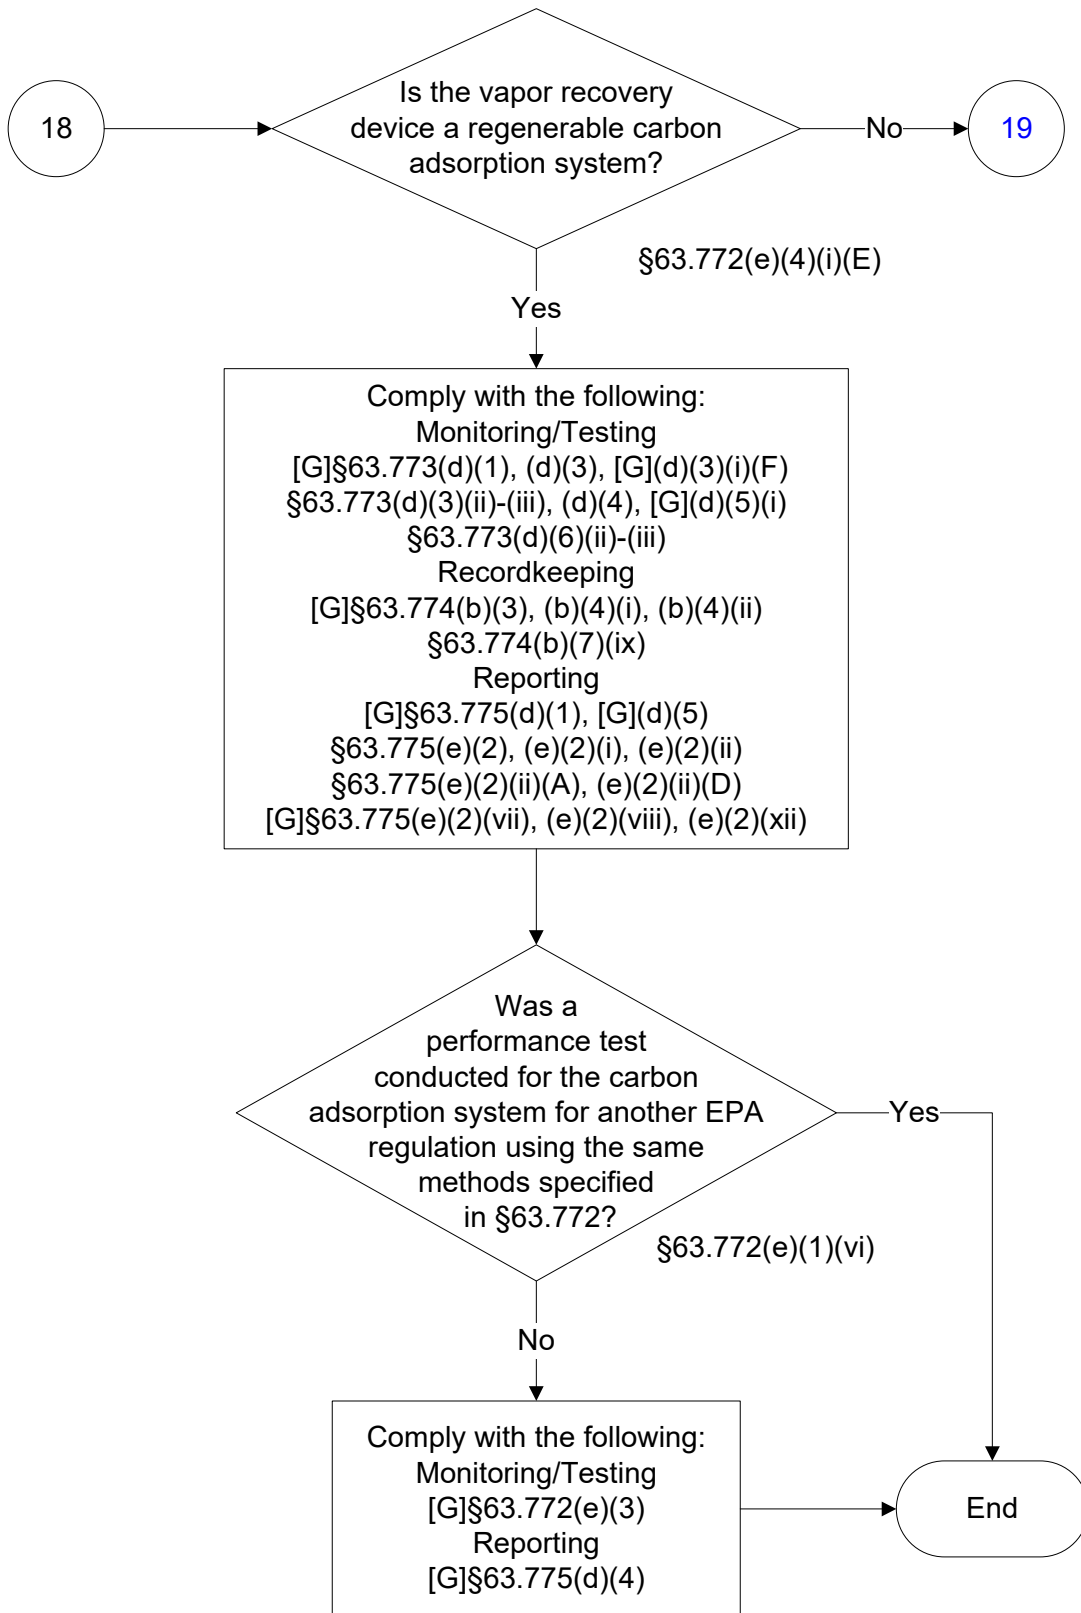 18
Is the vapor recovery
device a regenerable carbon
adsorption system?
No
19
§63.772(e)(4)(i)(E)
Yes
Comply with the following:
Monitoring/Testing
[G]§63.773(d)(1), (d)(3), [G](d)(3)(i)(F)
§63.773(d)(3)(ii)-(iii), (d)(4), [G](d)(5)(i)
§63.773(d)(6)(ii)-(iii)
Recordkeeping
[G]§63.774(b)(3), (b)(4)(i), (b)(4)(ii)
§63.774(b)(7)(ix)
Reporting
[G]§63.775(d)(1), [G](d)(5)
§63.775(e)(2), (e)(2)(i), (e)(2)(ii)
§63.775(e)(2)(ii)(A), (e)(2)(ii)(D)
[G]§63.775(e)(2)(vii), (e)(2)(viii), (e)(2)(xii)
Was a
performance test
conducted for the carbon
adsorption system for another EPA
regulation using the same
methods specified
in §63.772?
Yes
§63.772(e)(1)(vi)
No
Comply with the following:
Monitoring/Testing
[G]§63.772(e)(3)
Reporting
[G]§63.775(d)(4)
End